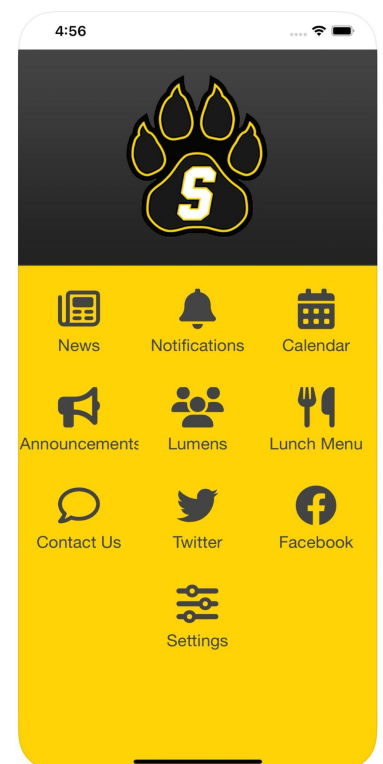 4:56
S
News Notifications Calendar
Announcements Lumens Lunch Menu
Contact Us Twitter Facebook
Settings